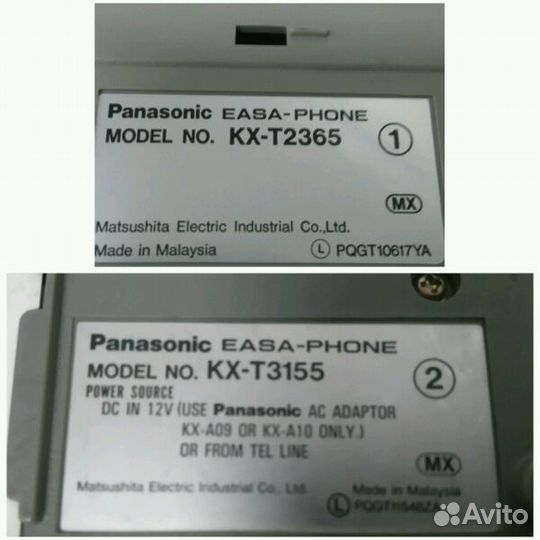 Panasonic EASA-PHONE
MODEL NO. KX-T2365 1
MX
Matsushita Electric Industrial Co.,Ltd.
Made in Malaysia L PQGT10617YA
Panasonic EASA-PHONE
MODEL NO. KX-T3155 2
POWER SOURCE
DC IN 12V (USE Panasonic AC ADAPTOR
KX-A09 OR KX-A10 ONLY.)
OR FROM TEL LINE
MX
Matsushita Electric Industrial Co., Ltd. Made in Malaysia
L PQGT11548ZA
Avito